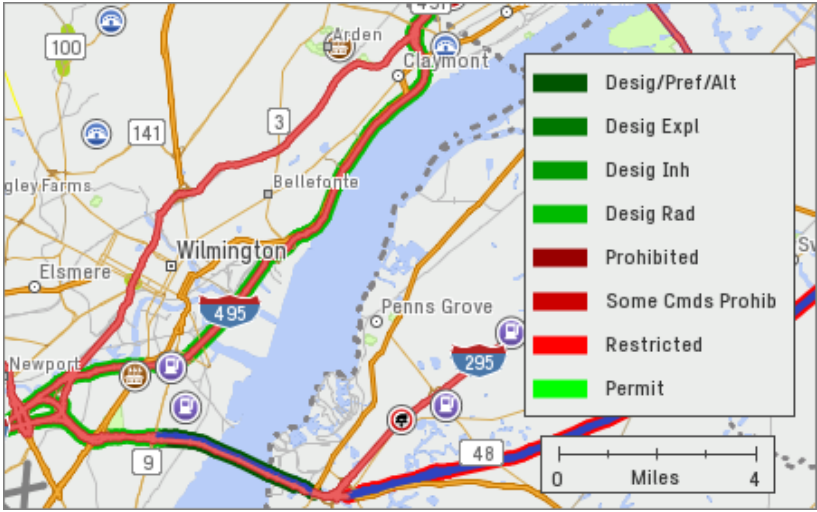 Arden
100
Claymont
Desig/Pref/Alt
3
141
Desig Expl
gley Farms
Bellefonte
Desig Inh
Desig Rad
Wilmington
Prohibited
Elsmere
Some Cmds Prohib
495
Penns Grove
Restricted
Newport
295
Permit
9
48
0
Miles
4